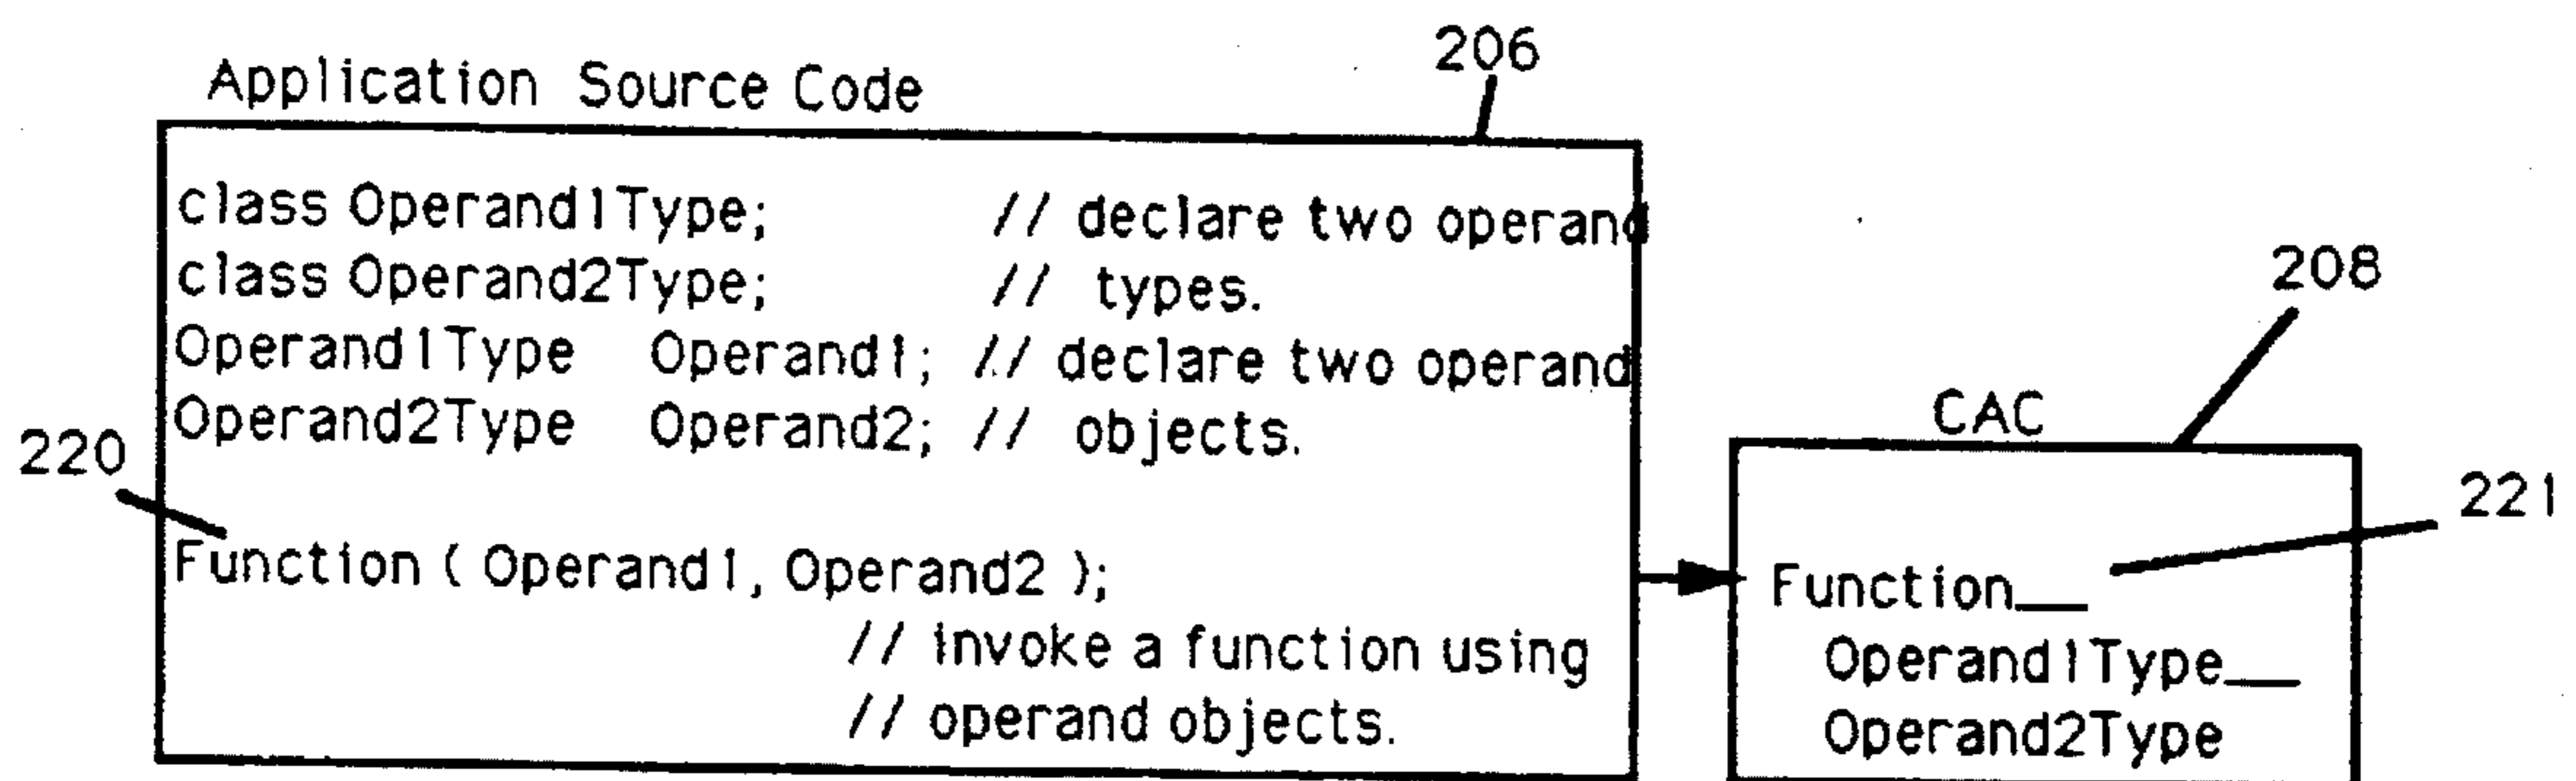 206
Application Source Code
class Operand1Type; // declare two operand
class Operand2Type; // types.
Operand1Type Operand1; // declare two operand
Operand2Type Operand2; // objects.
220
Function ( Operand1, Operand2 );
// invoke a function using
// operand objects.
208
CAC
221
Function__
Operand1Type__
Operand2Type